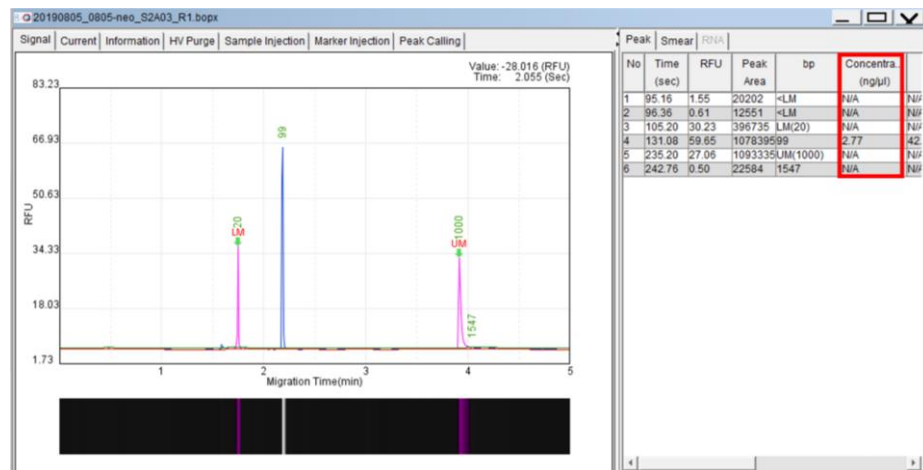 20190805_0805-neo_S2A03_R1.bopx
Signal Current Information HV Purge Sample Injection Marker Injection Peak Calling
Value: -28.016 (RFU)
Time: 2.055 (Sec)
83.23
66.93
50.63
34.33
18.03
1.73
RFU
20
LM
99
1000
UM
1547
1 2 3 4 5
Migration Time(min)
Peak Smear RNA
No Time RFU Peak bp Concentra..
(sec) Area (ng/µl)
1 95.16 1.55 20202 <LM N/A N/A
2 96.36 0.61 12551 <LM N/A N/A
3 105.20 30.23 396735 LM(20) N/A N/A
4 131.08 59.65 1078395 99 2.77 42.
5 235.20 27.06 1093335 UM(1000) N/A N/A
6 242.76 0.50 22584 1547 N/A N/A